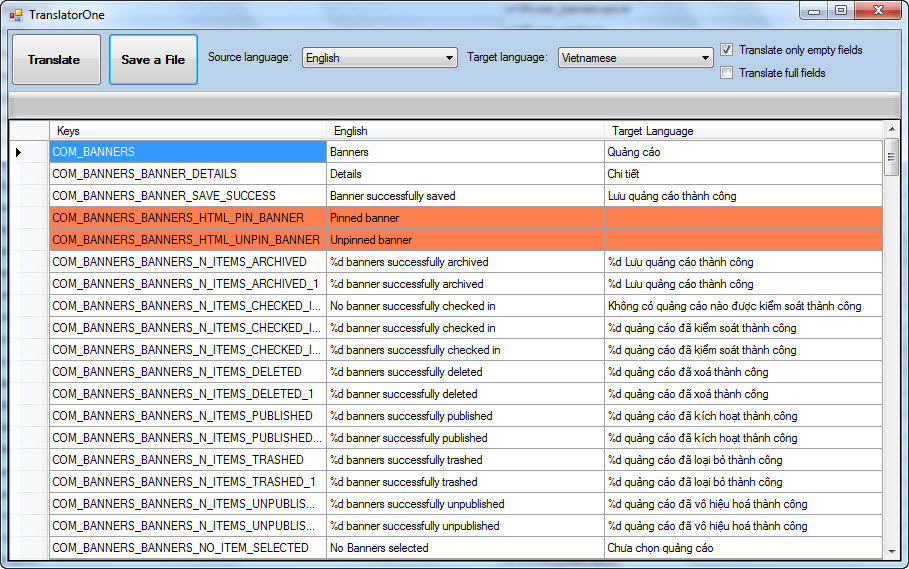 TranslatorOne
Translate
Save a File
Source language: English
Target language: Vietnamese
Translate only empty fields
Translate full fields
Keys English Target Language
COM_BANNERS Banners Quảng cáo
COM_BANNERS_BANNER_DETAILS Details Chi tiết
COM_BANNERS_BANNER_SAVE_SUCCESS Banner successfully saved Lưu quảng cáo thành công
COM_BANNERS_BANNERS_HTML_PIN_BANNER Pinned banner
COM_BANNERS_BANNERS_HTML_UNPIN_BANNER Unpinned banner
COM_BANNERS_BANNERS_N_ITEMS_ARCHIVED %d banners successfully archived %d Lưu quảng cáo thành công
COM_BANNERS_BANNERS_N_ITEMS_ARCHIVED_1 %d banner successfully archived %d Lưu quảng cáo thành công
COM_BANNERS_BANNERS_N_ITEMS_CHECKED_I... No banner successfully checked in Không có quảng cáo nào được kiểm soát thành công
COM_BANNERS_BANNERS_N_ITEMS_CHECKED_I... %d banner successfully checked in %d quảng cáo đã kiểm soát thành công
COM_BANNERS_BANNERS_N_ITEMS_CHECKED_I... %d banners successfully checked in %d quảng cáo đã kiểm soát thành công
COM_BANNERS_BANNERS_N_ITEMS_DELETED %d banners successfully deleted %d quảng cáo đã xoá thành công
COM_BANNERS_BANNERS_N_ITEMS_DELETED_1 %d banner successfully deleted %d quảng cáo đã xoá thành công
COM_BANNERS_BANNERS_N_ITEMS_PUBLISHED %d banners successfully published %d quảng cáo đã kích hoạt thành công
COM_BANNERS_BANNERS_N_ITEMS_PUBLISHED... %d banner successfully published %d quảng cáo đã kích hoạt thành công
COM_BANNERS_BANNERS_N_ITEMS_TRASHED %d banners successfully trashed %d quảng cáo đã loại bỏ thành công
COM_BANNERS_BANNERS_N_ITEMS_TRASHED_1 %d banner successfully trashed %d quảng cáo đã loại bỏ thành công
COM_BANNERS_BANNERS_N_ITEMS_UNPUBLIS... %d banners successfully unpublished %d quảng cáo đã vô hiệu hoá thành công
COM_BANNERS_BANNERS_N_ITEMS_UNPUBLIS... %d banner successfully unpublished %d quảng cáo đã vô hiệu hoá thành công
COM_BANNERS_BANNERS_NO_ITEM_SELECTED No Banners selected Chưa chọn quảng cáo